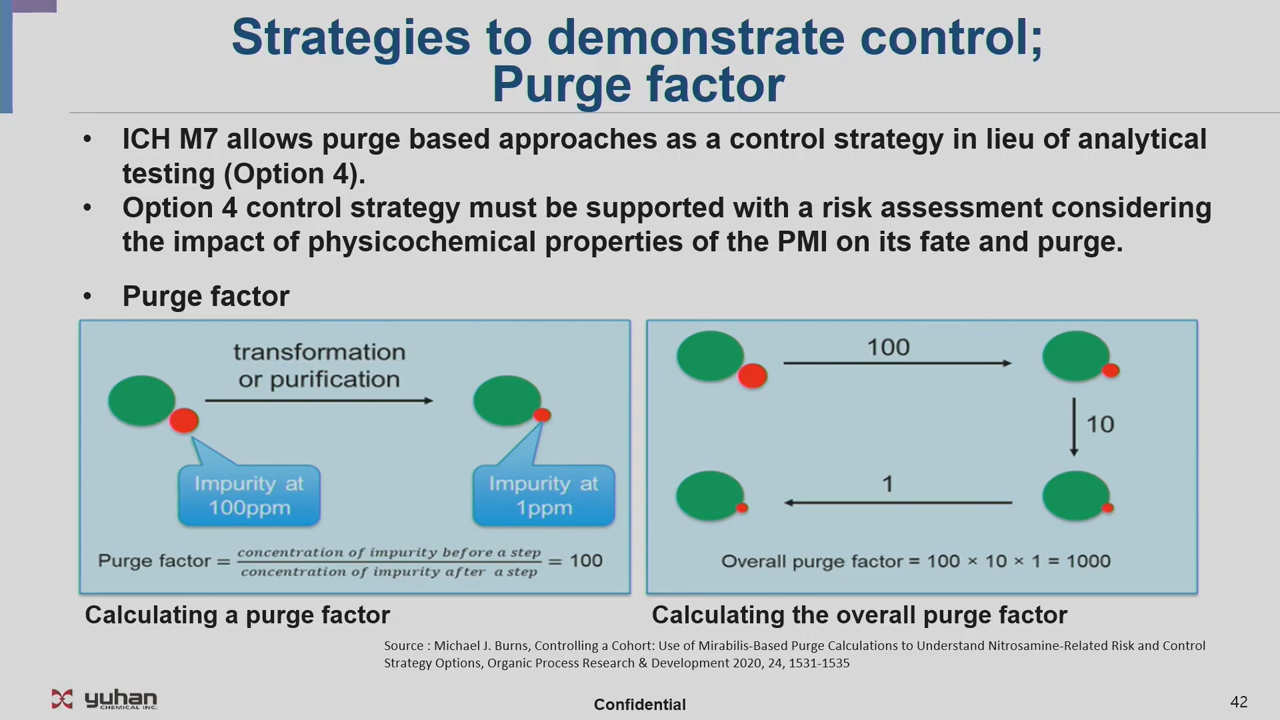 Strategies to demonstrate control;
Purge factor
• ICH M7 allows purge based approaches as a control strategy in lieu of analytical
testing (Option 4).
• Option 4 control strategy must be supported with a risk assessment considering
the impact of physicochemical properties of the PMI on its fate and purge.
• Purge factor
transformation
or purification
Impurity at
100ppm
Impurity at
1ppm
Purge factor = concentration of impurity before a step / concentration of impurity after a step = 100
Calculating a purge factor
100
10
1
Overall purge factor = 100 × 10 × 1 = 1000
Calculating the overall purge factor
Source : Michael J. Burns, Controlling a Cohort: Use of Mirabilis-Based Purge Calculations to Understand Nitrosamine-Related Risk and Control
Strategy Options, Organic Process Research & Development 2020, 24, 1531-1535
yuhan
CHEMICAL INC.
Confidential
42